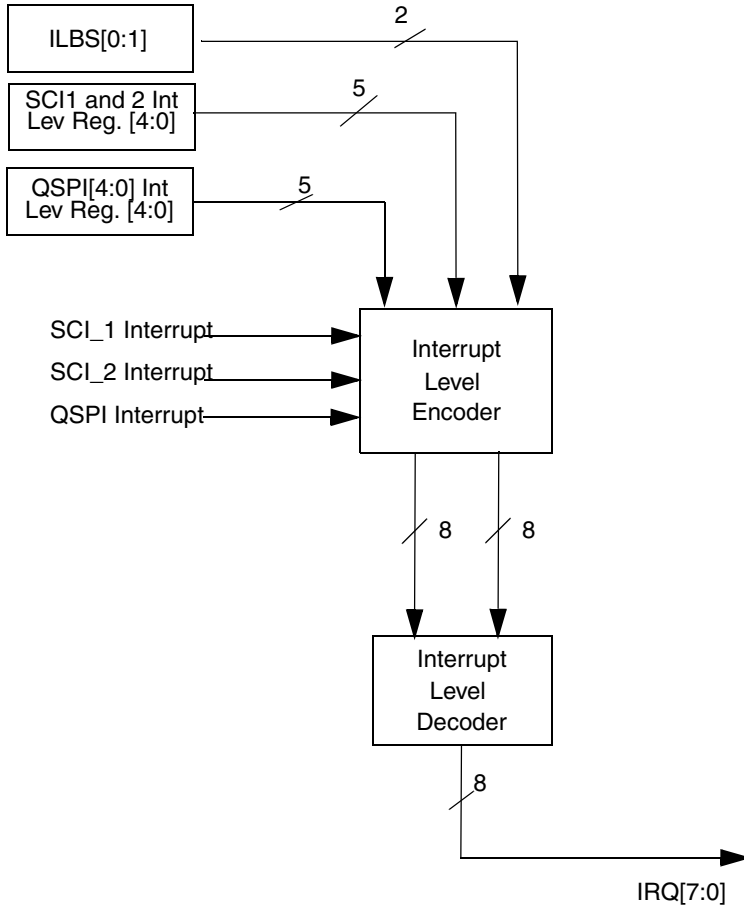 2
ILBS[0:1]
SCI1 and 2 Int
Lev Reg. [4:0]
5
QSPI[4:0] Int
Lev Reg. [4:0]
5
SCI_1 Interrupt
SCI_2 Interrupt
QSPI Interrupt
Interrupt
Level
Encoder
8
8
Interrupt
Level
Decoder
8
IRQ[7:0]